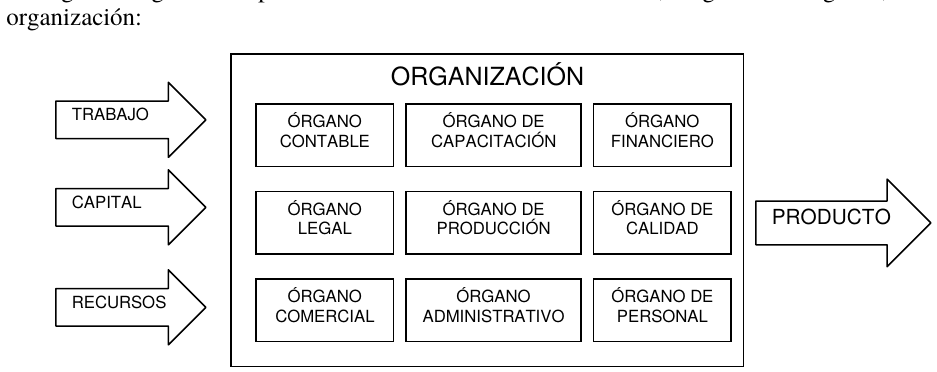 organización:
ORGANIZACIÓN
TRABAJO
CAPITAL
RECURSOS
ÓRGANO
CONTABLE
ÓRGANO DE
CAPACITACIÓN
ÓRGANO
FINANCIERO
ÓRGANO
LEGAL
ÓRGANO DE
PRODUCCIÓN
ÓRGANO DE
CALIDAD
ÓRGANO
COMERCIAL
ÓRGANO
ADMINISTRATIVO
ÓRGANO DE
PERSONAL
PRODUCTO